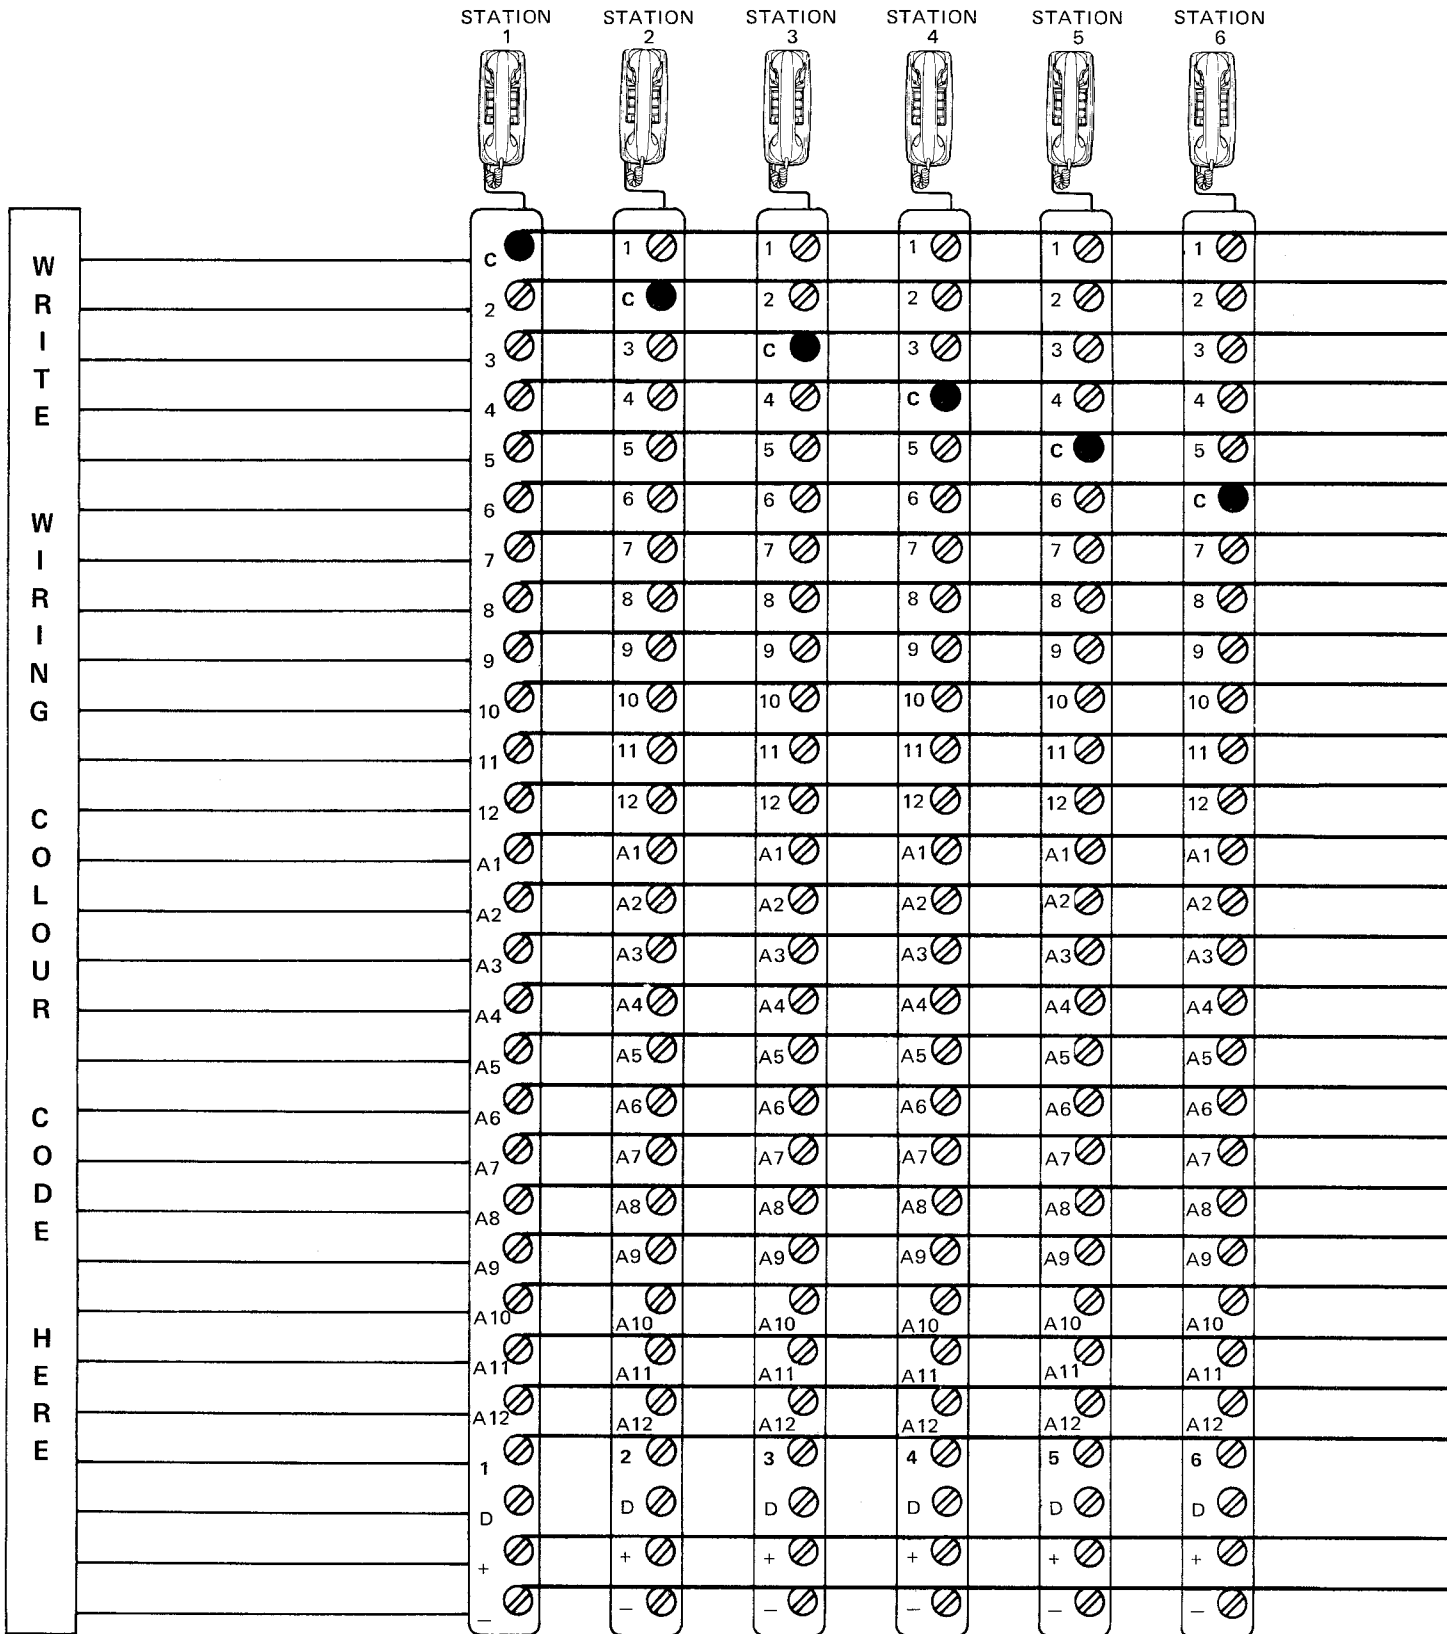 STATION STATION STATION STATION STATION STATION
1 2 3 4 5 6
WRITE WIRING COLOUR CODE HERE
C 1 1 1 1 1
2 C 2 2 2 2
3 3 C 3 3 3
4 4 4 C 4 4
5 5 5 5 C 5
6 6 6 6 6 C
7 7 7 7 7 7
8 8 8 8 8 8
9 9 9 9 9 9
10 10 10 10 10 10
11 11 11 11 11 11
12 12 12 12 12 12
A1 A1 A1 A1 A1 A1
A2 A2 A2 A2 A2 A2
A3 A3 A3 A3 A3 A3
A4 A4 A4 A4 A4 A4
A5 A5 A5 A5 A5 A5
A6 A6 A6 A6 A6 A6
A7 A7 A7 A7 A7 A7
A8 A8 A8 A8 A8 A8
A9 A9 A9 A9 A9 A9
A10 A10 A10 A10 A10 A10
A11 A11 A11 A11 A11 A11
A12 A12 A12 A12 A12 A12
1 2 3 4 5 6
D D D D D D
+ + + + + +
– – – – – –